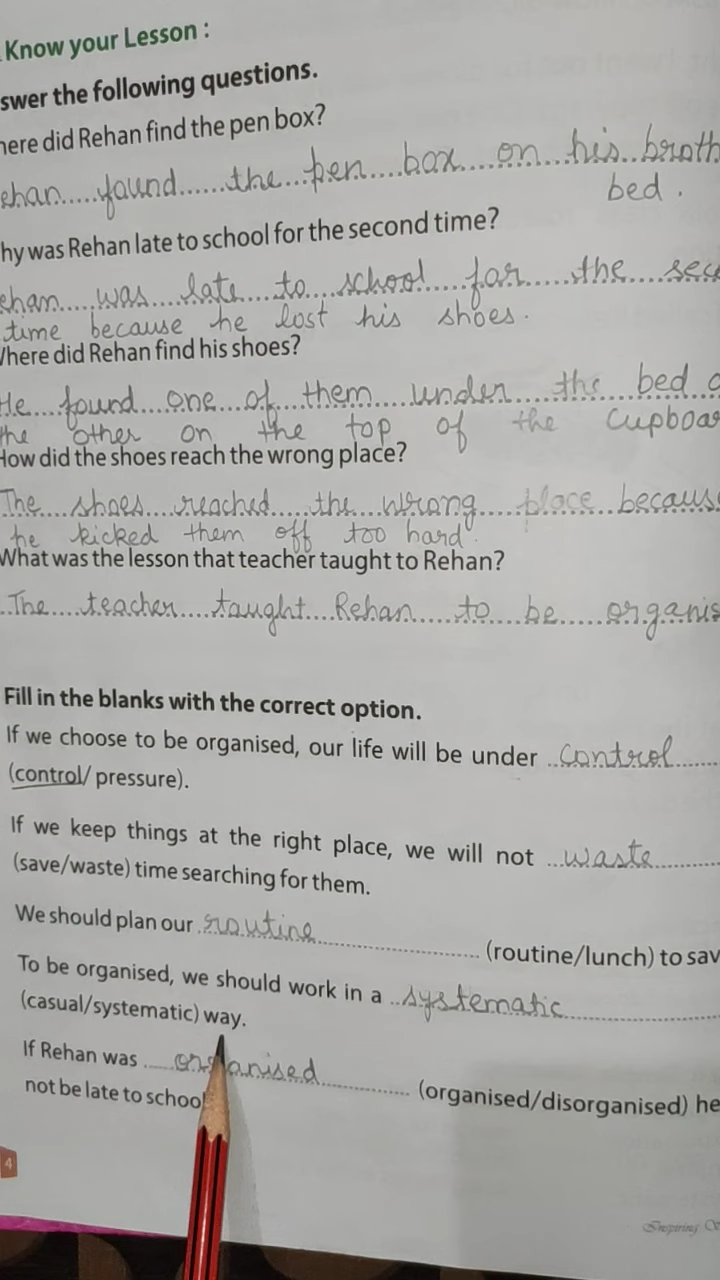 Know your Lesson :
swer the following questions.
here did Rehan find the pen box?
ehan found the pen box on his broth
bed.
hy was Rehan late to school for the second time?
ehan was late to school for the sec
time because he lost his shoes.
Where did Rehan find his shoes?
He found one of them under the bed a
the other on the top of the cupboar
How did the shoes reach the wrong place?
The shoes reached the wrong place because
he kicked them off too hard.
What was the lesson that teacher taught to Rehan?
The teacher taught Rehan to be organis
Fill in the blanks with the correct option.
If we choose to be organised, our life will be under control
(control/ pressure).
If we keep things at the right place, we will not waste
(save/waste) time searching for them.
We should plan our routine (routine/lunch) to sav
To be organised, we should work in a systematic
(casual/systematic) way.
If Rehan was organised (organised/disorganised) he
not be late to school
4
Inspiring S